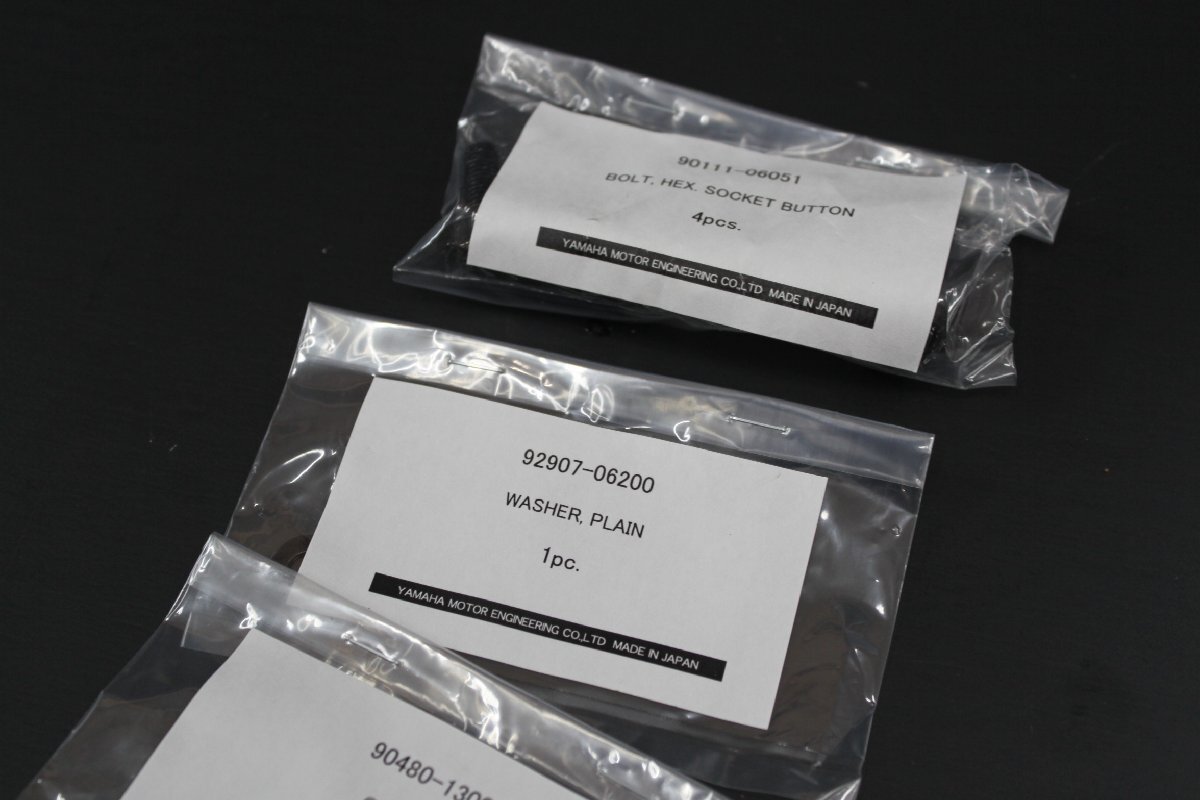 90111-06051
BOLT, HEX. SOCKET BUTTON
4pcs.
YAMAHA MOTOR ENGINEERING CO.,LTD MADE IN JAPAN
92907-06200
WASHER, PLAIN
1pc.
YAMAHA MOTOR ENGINEERING CO.,LTD MADE IN JAPAN